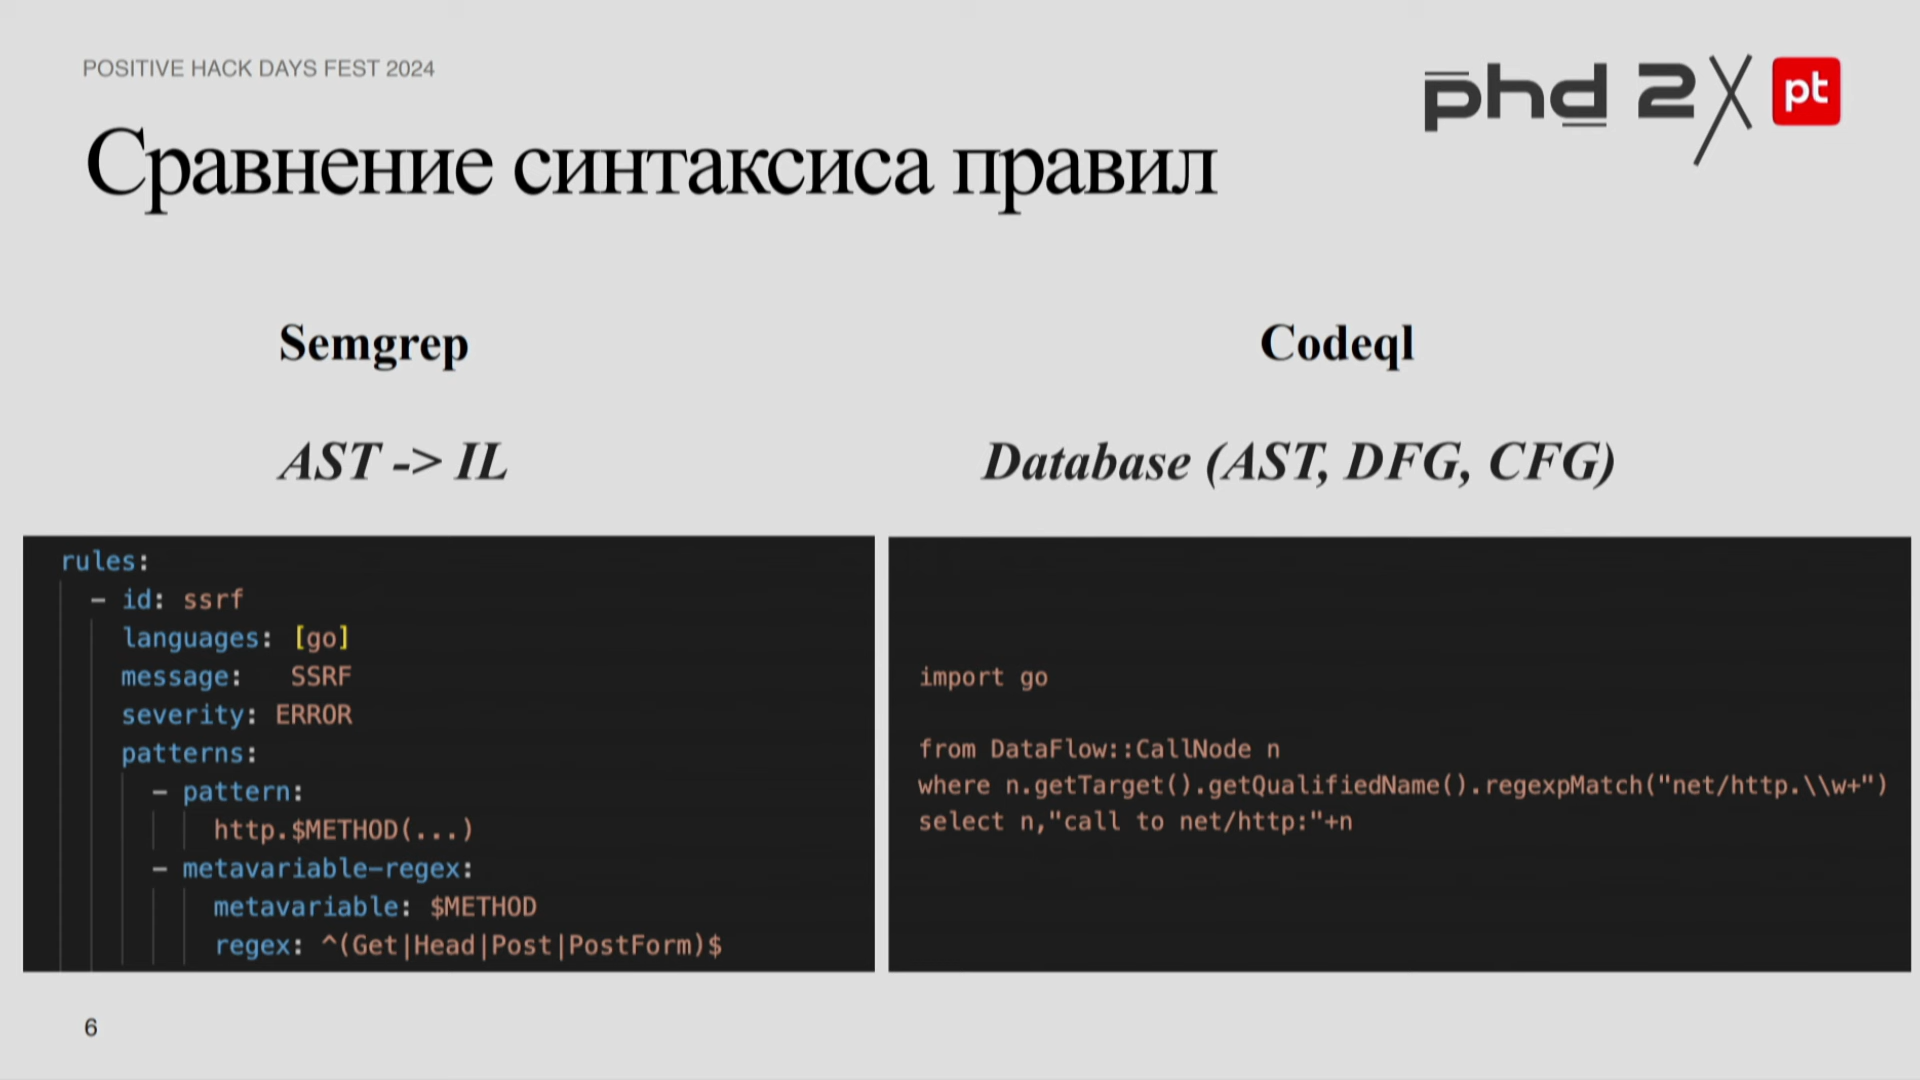 POSITIVE HACK DAYS FEST 2024
phd 2
pt
Сравнение синтаксиса правил
Semgrep
AST -> IL
rules:
- id: ssrf
languages: [go]
message: SSRF
severity: ERROR
patterns:
- pattern:
http.$METHOD(...)
- metavariable-regex:
metavariable: $METHOD
regex: ^(Get|Head|Post|PostForm)$
Codeql
Database (AST, DFG, CFG)
import go
from DataFlow::CallNode n
where n.getTarget().getQualifiedName().regexpMatch("net/http.\\w+")
select n,"call to net/http:"+n
6